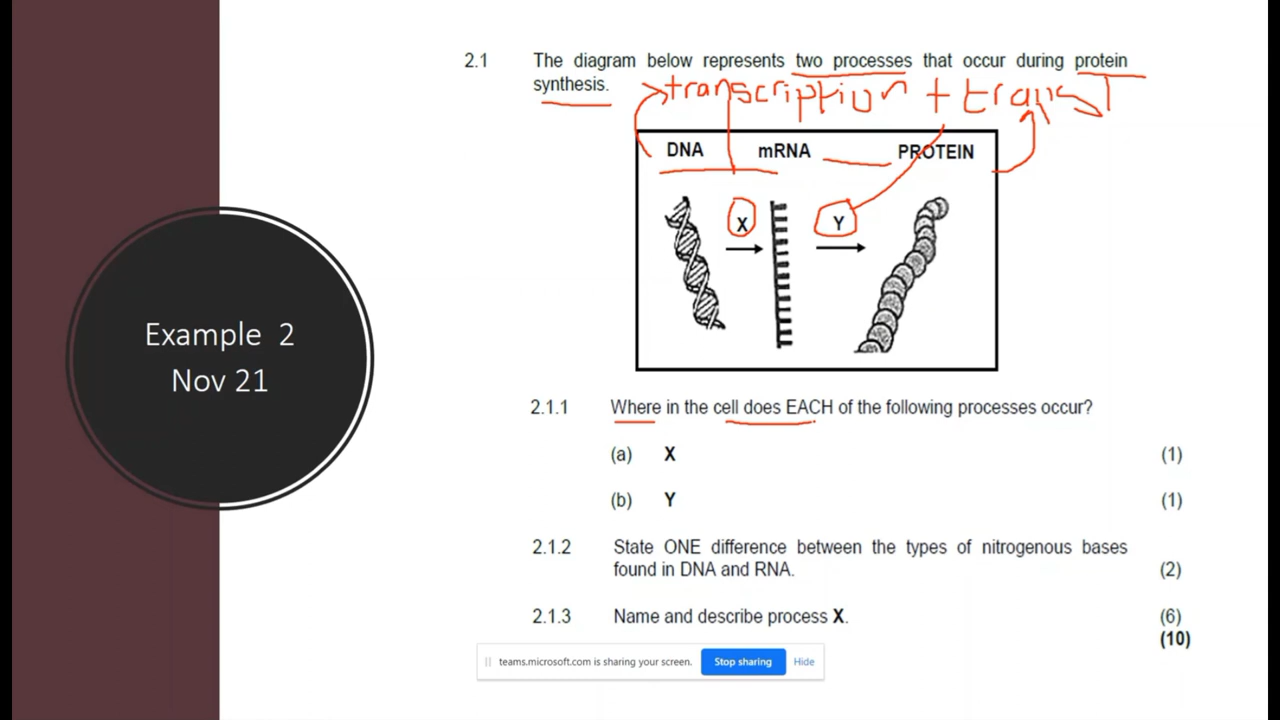 Example 2
Nov 21
2.1 The diagram below represents two processes that occur during protein
synthesis.
transcription + transl
DNA mRNA PROTEIN
X Y
2.1.1 Where in the cell does EACH of the following processes occur?
(a) X (1)
(b) Y (1)
2.1.2 State ONE difference between the types of nitrogenous bases
found in DNA and RNA. (2)
2.1.3 Name and describe process X. (6)
(10)
teams.microsoft.com is sharing your screen. Stop sharing Hide